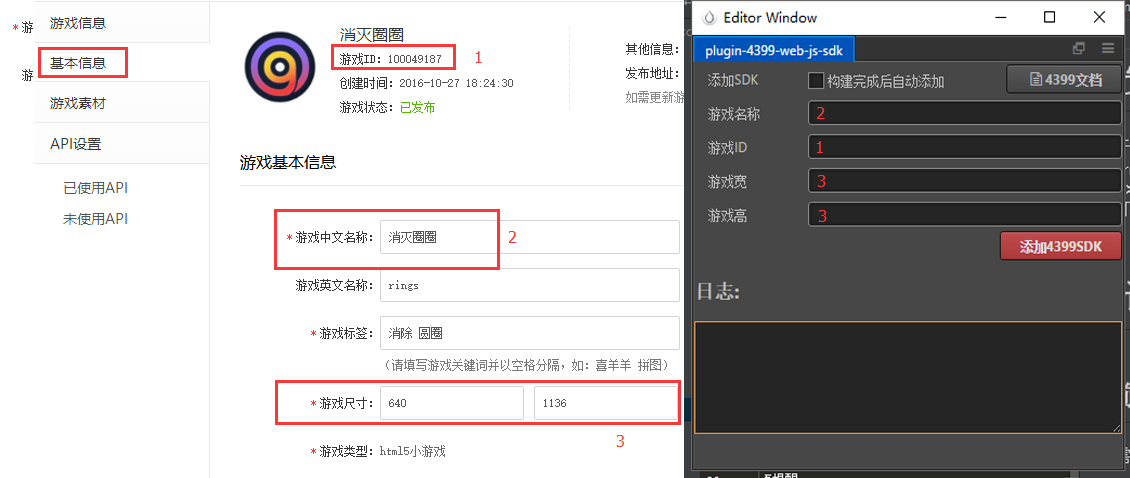 * 游
游
游戏信息
基本信息
游戏素材
API设置
已使用API
未使用API
消灭圈圈
游戏ID: 100049187
1
创建时间: 2016-10-27 18:24:30
游戏状态: 已发布
其他信息:
发布地址:
如需更新游
游戏基本信息
* 游戏中文名称: 消灭圈圈
2
游戏英文名称: rings
* 游戏标签: 消除 圆圈
(请填写游戏关键词并以空格分隔, 如: 喜羊羊 拼图)
* 游戏尺寸: 640 1136
3
* 游戏类型: html5小游戏
Editor Window
plugin-4399-web-js-sdk
添加SDK 构建完成后自动添加 4399文档
游戏名称 2
游戏ID 1
游戏宽 3
游戏高 3
添加4399SDK
日志: